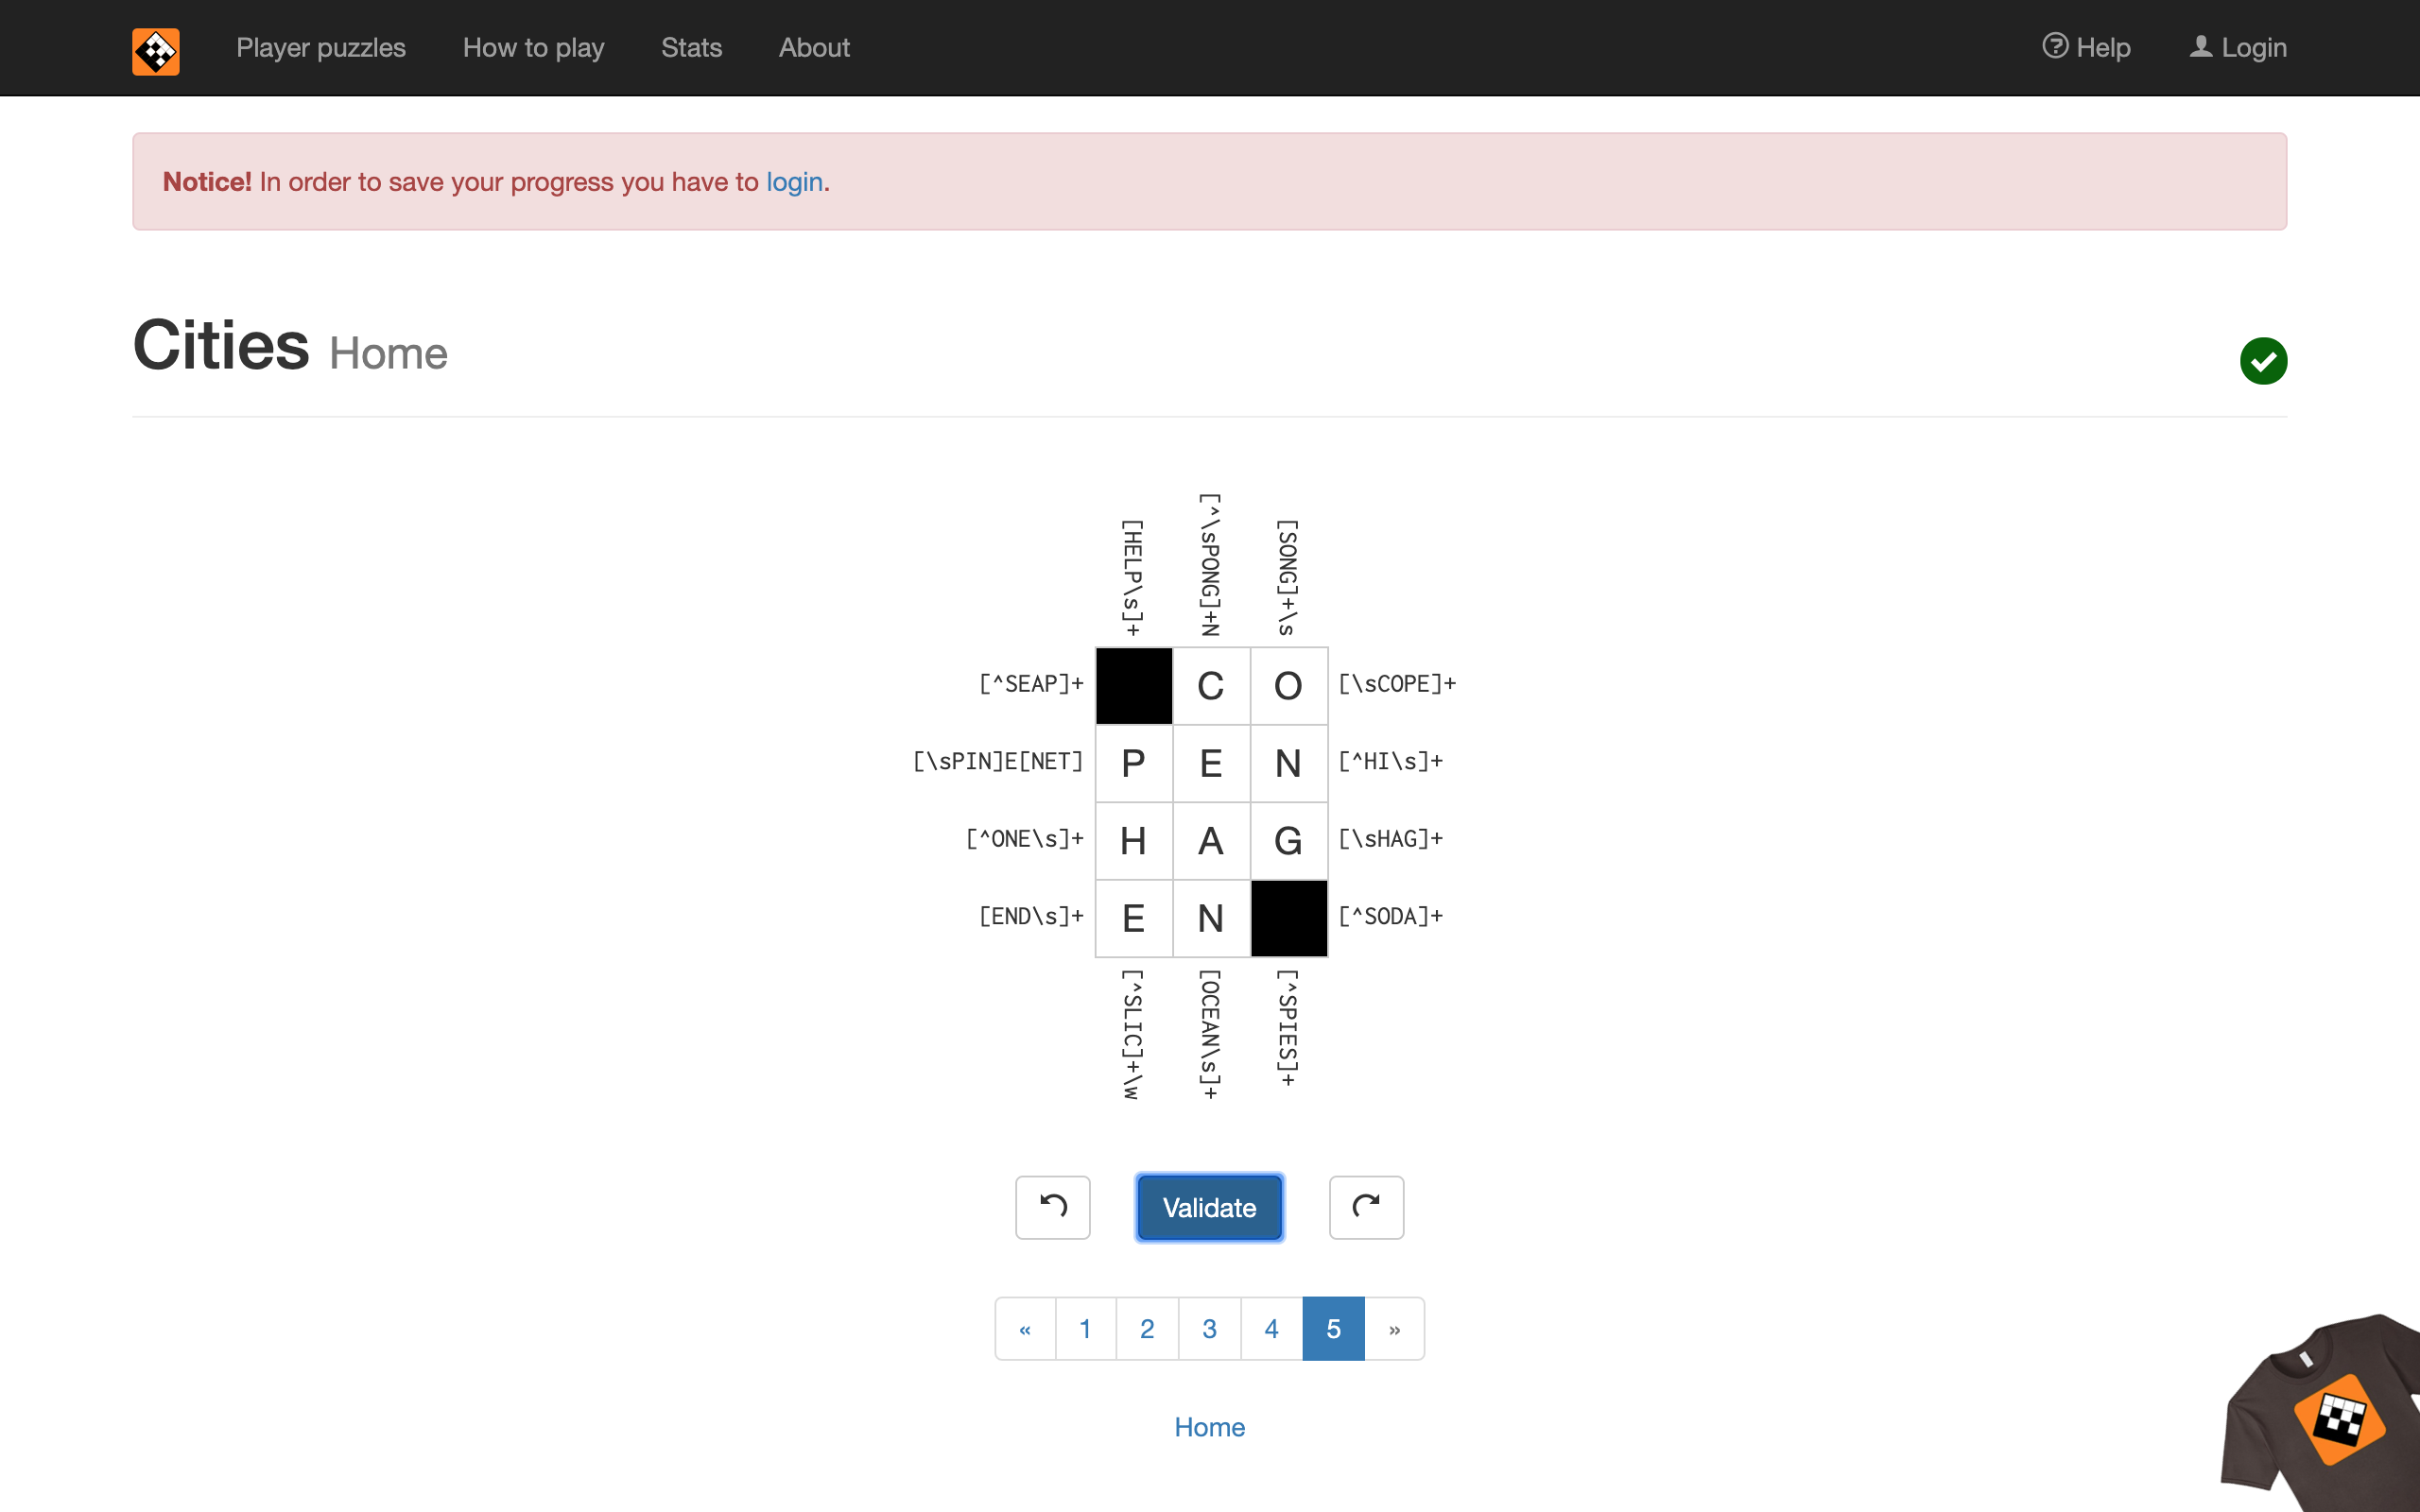 Player puzzles How to play Stats About Help Login
Notice! In order to save your progress you have to login.
Cities Home
[HELP\s]+ [^\sPONG]+N [SONG]+\s
[^SEAP]+ C O [\sCOPE]+
[\sPIN]E[NET] P E N [^HI\s]+
[^ONE\s]+ H A G [\sHAG]+
[END\s]+ E N [^SODA]+
[^SLIC]+\w [OCEAN\s]+ [^SPIES]+
Validate
« 1 2 3 4 5 »
Home